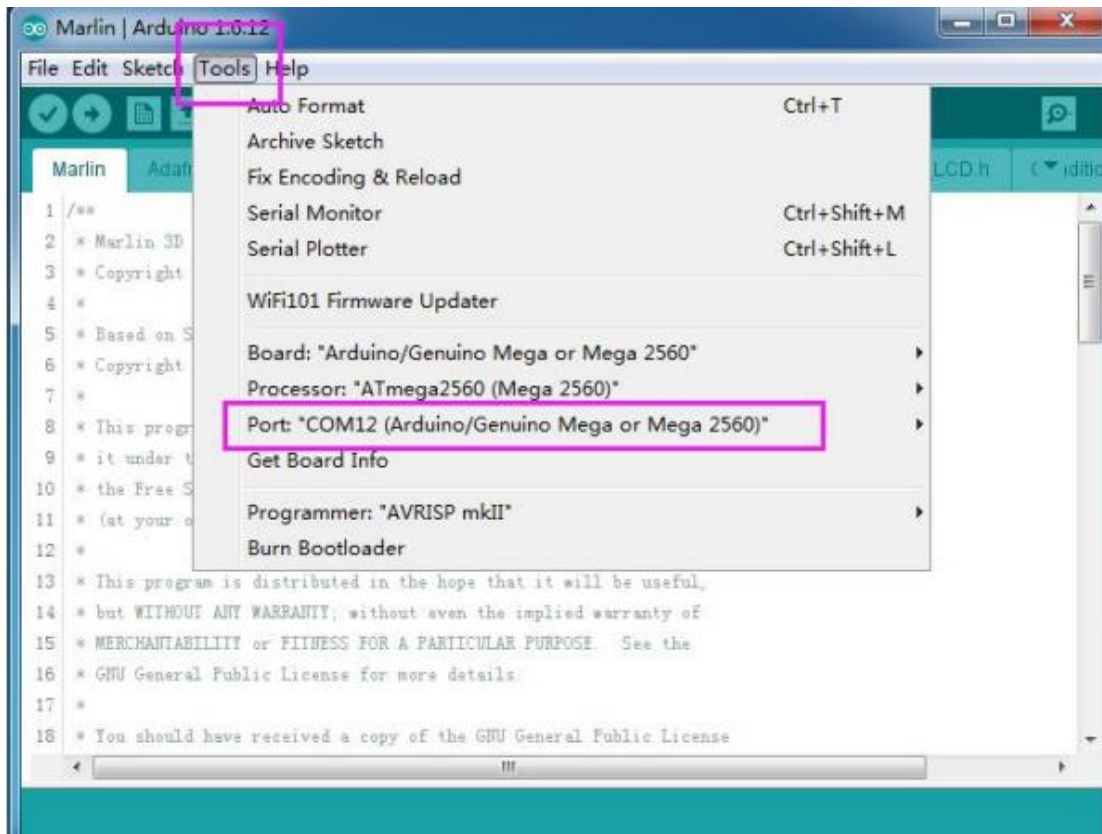 Marlin | Arduino 1.6.12
File Edit Sketch Tools Help
Auto Format Ctrl+T
Archive Sketch
Fix Encoding & Reload
Serial Monitor Ctrl+Shift+M
Serial Plotter Ctrl+Shift+L
WiFi101 Firmware Updater
Board: "Arduino/Genuino Mega or Mega 2560"
Processor: "ATmega2560 (Mega 2560)"
Port: "COM12 (Arduino/Genuino Mega or Mega 2560)"
Get Board Info
Programmer: "AVRISP mkII"
Burn Bootloader
Marlin LCD.h
1 /**
2 * Marlin 3D
3 * Copyright
4 *
5 * Based on S
6 * Copyright
7 *
8 * This progr
9 * it under t
10 * the Free S
11 * (at your o
12 *
13 * This program is distributed in the hope that it will be useful,
14 * but WITHOUT ANY WARRANTY; without even the implied warranty of
15 * MERCHANTABILITY or FITNESS FOR A PARTICULAR PURPOSE. See the
16 * GNU General Public License for more details.
17 *
18 * You should have received a copy of the GNU General Public License